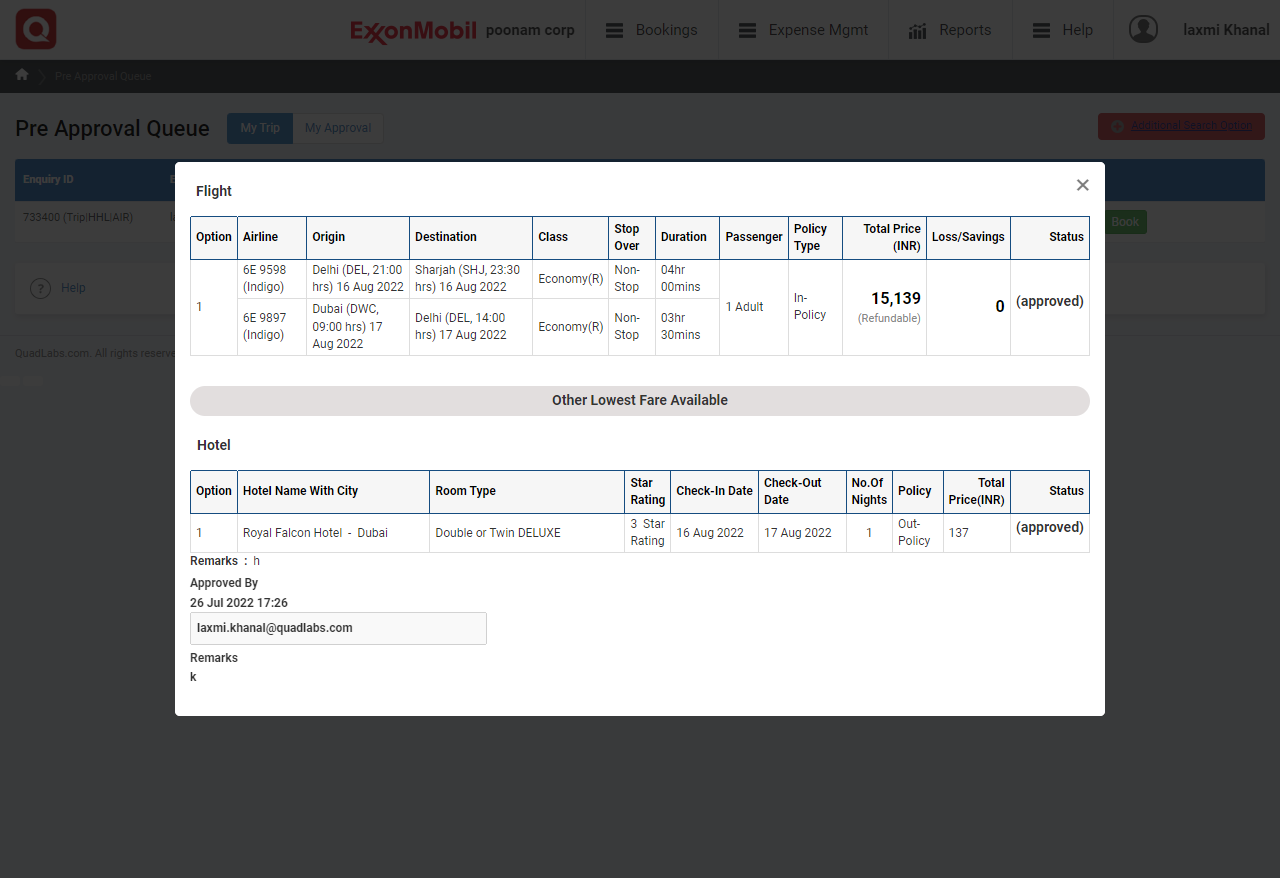 ExxonMobil poonam corp Bookings Expense Mgmt Reports Help laxmi Khanal
Pre Approval Queue
Pre Approval Queue My Trip My Approval Additional Search Option
Enquiry ID
733400 (Trip|HHL|AIR) Book
Help
QuadLabs.com. All rights reserve
Flight ×
Option Airline Origin Destination Class Stop Over Duration Passenger Policy Type Total Price (INR) Loss/Savings Status
1 6E 9598 (Indigo) Delhi (DEL, 21:00 hrs) 16 Aug 2022 Sharjah (SHJ, 23:30 hrs) 16 Aug 2022 Economy(R) Non-Stop 04hr 00mins 1 Adult In-Policy 15,139 (Refundable) 0 (approved)
6E 9897 (Indigo) Dubai (DWC, 09:00 hrs) 17 Aug 2022 Delhi (DEL, 14:00 hrs) 17 Aug 2022 Economy(R) Non-Stop 03hr 30mins
Other Lowest Fare Available
Hotel
Option Hotel Name With City Room Type Star Rating Check-In Date Check-Out Date No.Of Nights Policy Total Price(INR) Status
1 Royal Falcon Hotel - Dubai Double or Twin DELUXE 3 Star Rating 16 Aug 2022 17 Aug 2022 1 Out-Policy 137 (approved)
Remarks : h
Approved By
26 Jul 2022 17:26
laxmi.khanal@quadlabs.com
Remarks
k